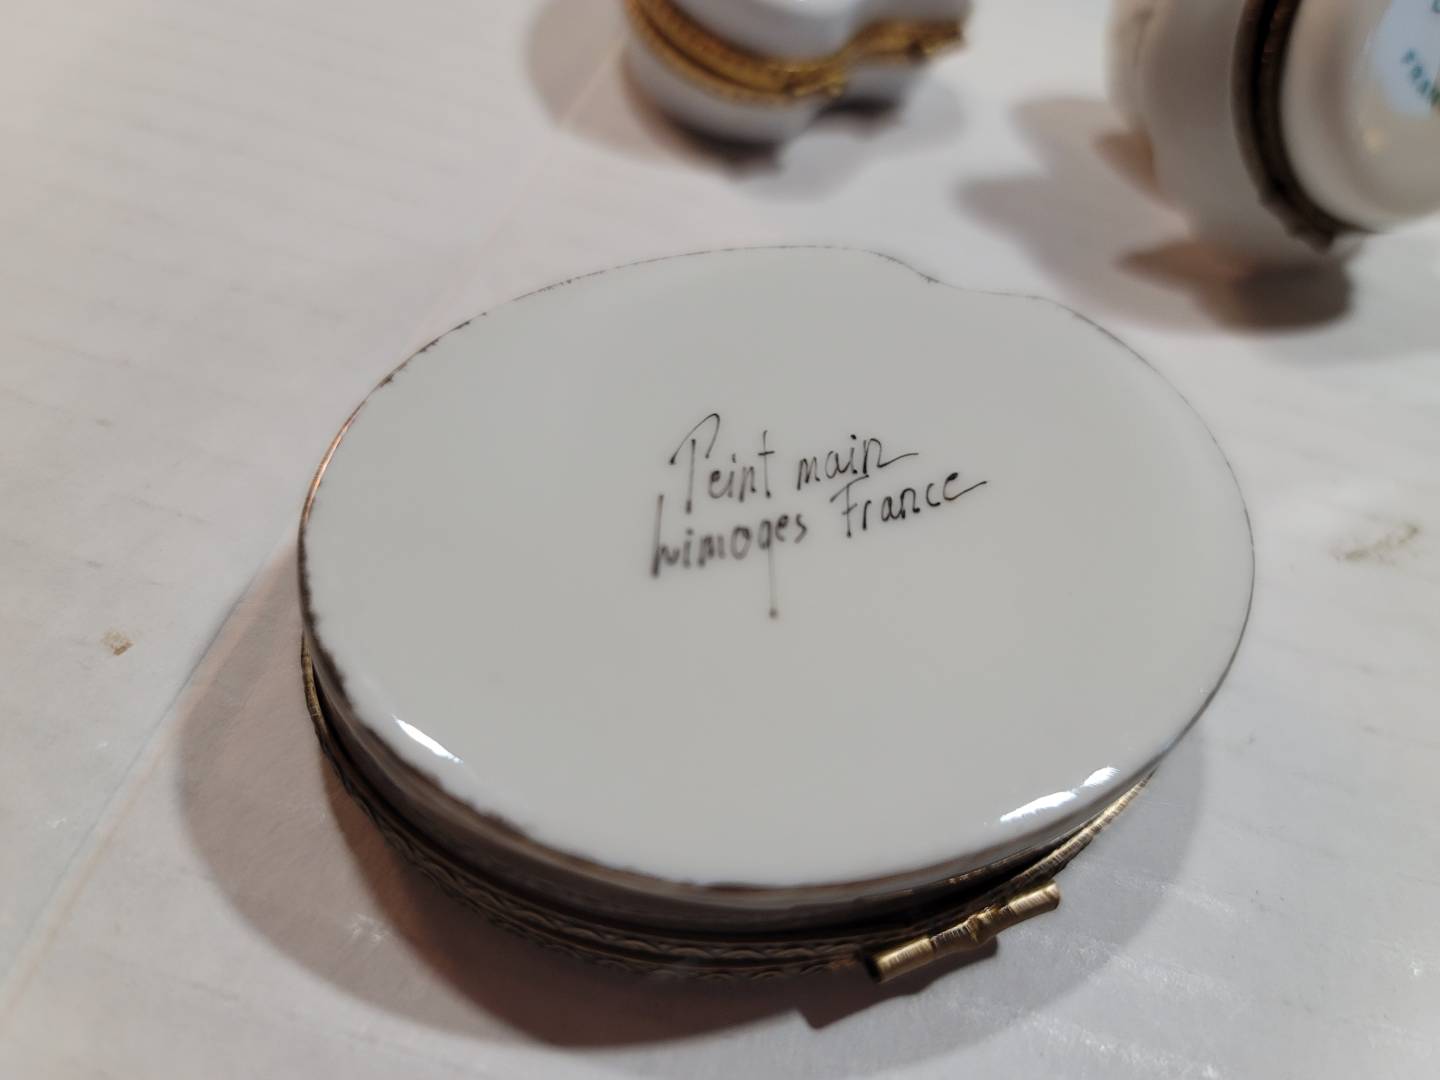 Peint main
Limoges France